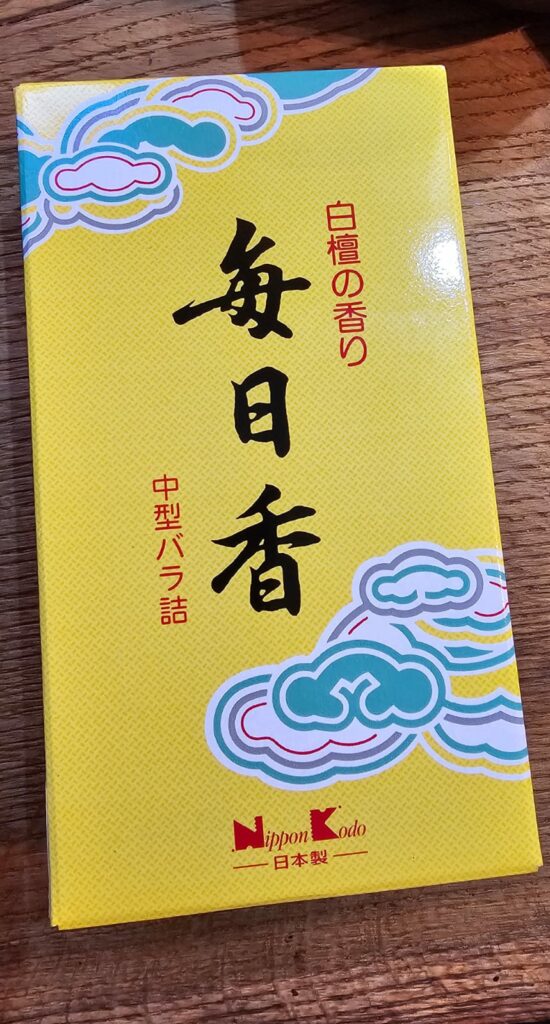 白檀の香り
毎日香
中型バラ詰
Nippon Kodo
日本製